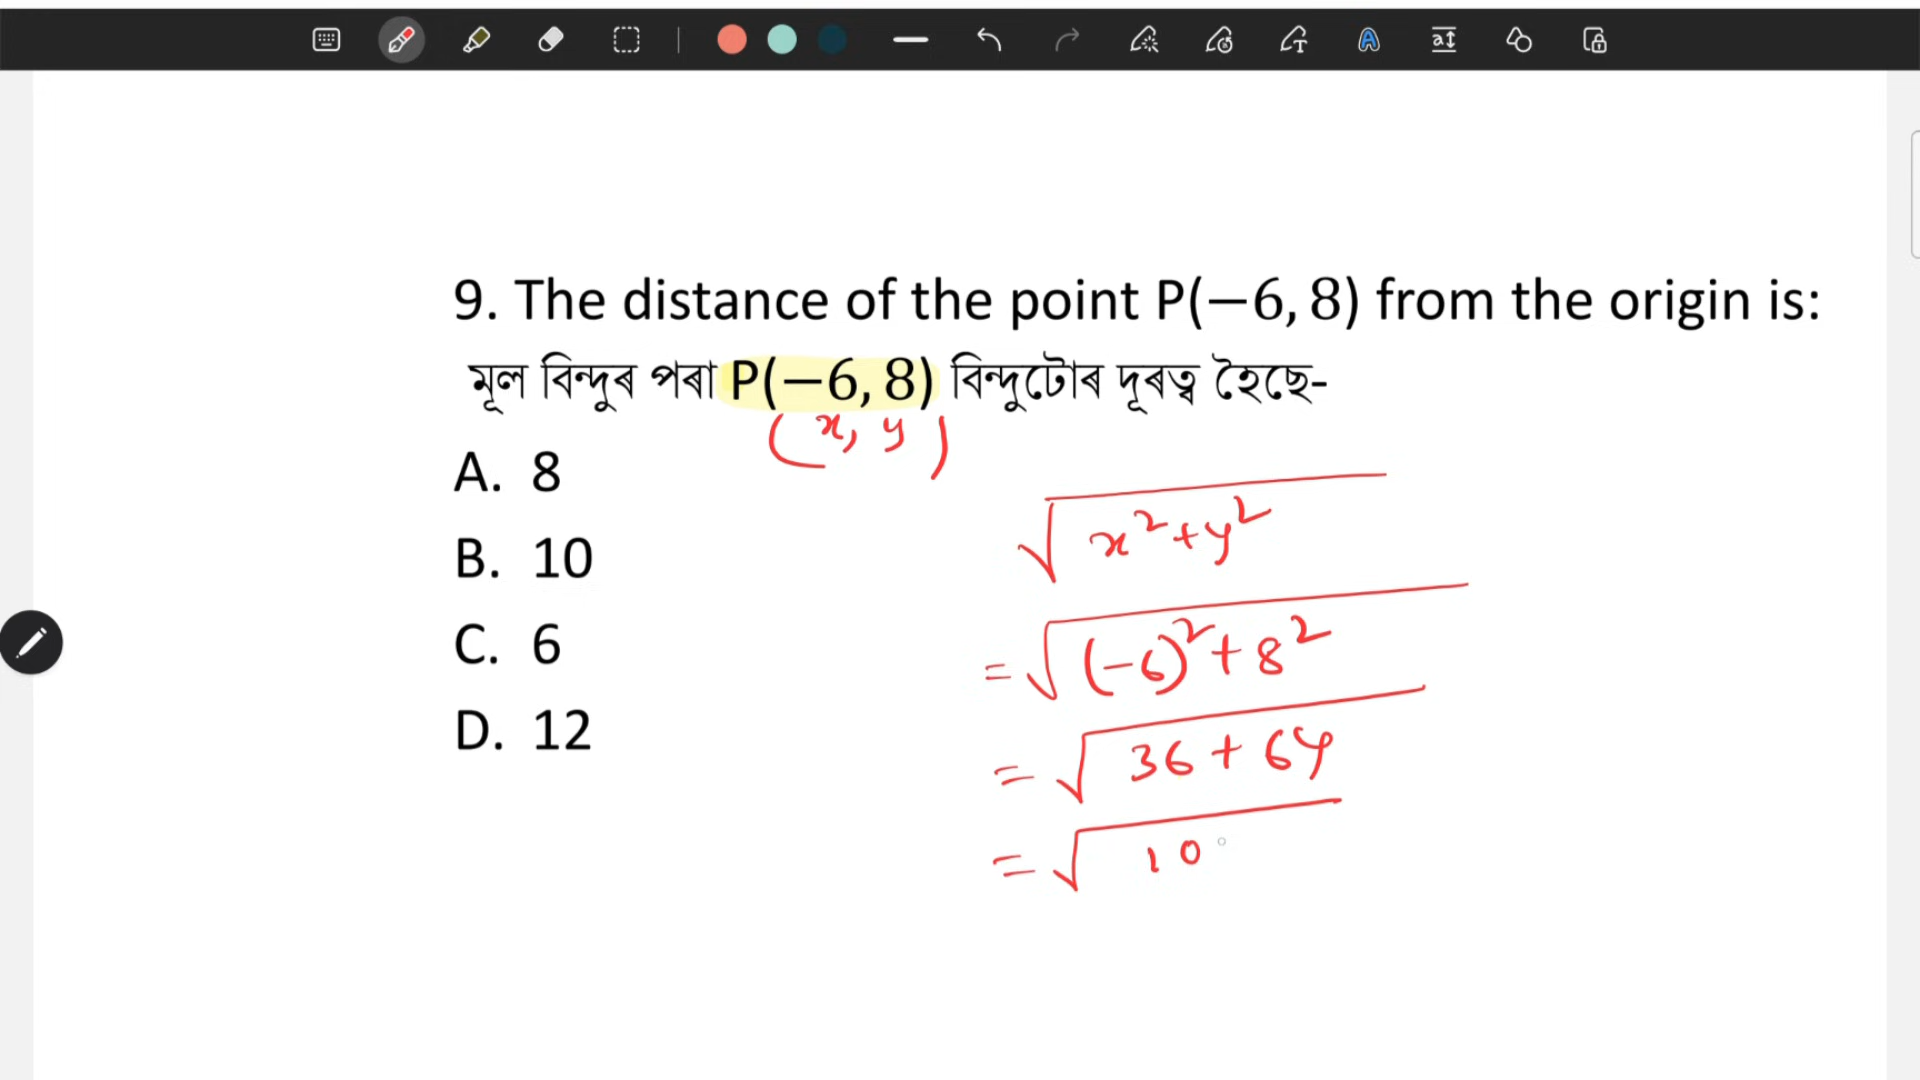 9. The distance of the point P(−6, 8) from the origin is:
মূল বিন্দুৰ পৰা P(−6, 8) বিন্দুটোৰ দূৰত্ব হৈছে-
(x, y)
A. 8
B. 10
C. 6
D. 12
√x²+y²
= √(-6)²+8²
= √36+64
= √10